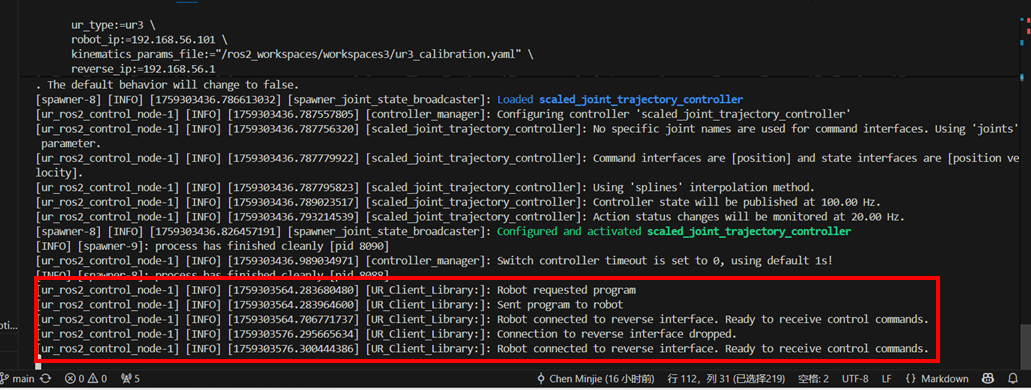 ur_type:=ur3 \
robot_ip:=192.168.56.101 \
kinematics_params_file:="/ros2_workspaces/workspaces3/ur3_calibration.yaml" \
reverse_ip:=192.168.56.1
. The default behavior will change to false.
[spawner-8] [INFO] [1759303436.786613032] [spawner_joint_state_broadcaster]: Loaded scaled_joint_trajectory_controller
[ur_ros2_control_node-1] [INFO] [1759303436.787557805] [controller_manager]: Configuring controller 'scaled_joint_trajectory_controller'
[ur_ros2_control_node-1] [INFO] [1759303436.787756320] [scaled_joint_trajectory_controller]: No specific joint names are used for command interfaces. Using 'joints'
parameter.
[ur_ros2_control_node-1] [INFO] [1759303436.787779922] [scaled_joint_trajectory_controller]: Command interfaces are [position] and state interfaces are [position ve
locity].
[ur_ros2_control_node-1] [INFO] [1759303436.787795823] [scaled_joint_trajectory_controller]: Using 'splines' interpolation method.
[ur_ros2_control_node-1] [INFO] [1759303436.789023517] [scaled_joint_trajectory_controller]: Controller state will be published at 100.00 Hz.
[ur_ros2_control_node-1] [INFO] [1759303436.793214539] [scaled_joint_trajectory_controller]: Action status changes will be monitored at 20.00 Hz.
[spawner-8] [INFO] [1759303436.826457191] [spawner_joint_state_broadcaster]: Configured and activated scaled_joint_trajectory_controller
[INFO] [spawner-9]: process has finished cleanly [pid 8090]
[ur_ros2_control_node-1] [INFO] [1759303436.989034971] [controller_manager]: Switch controller timeout is set to 0, using default 1s!
[INFO] [spawner-8]: process has finished cleanly [pid 8088]
[ur_ros2_control_node-1] [INFO] [1759303564.283680480] [UR_Client_Library:]: Robot requested program
[ur_ros2_control_node-1] [INFO] [1759303564.283964600] [UR_Client_Library:]: Sent program to robot
[ur_ros2_control_node-1] [INFO] [1759303564.706771737] [UR_Client_Library:]: Robot connected to reverse interface. Ready to receive control commands.
pti...
[ur_ros2_control_node-1] [INFO] [1759303576.295665634] [UR_Client_Library:]: Connection to reverse interface dropped.
[ur_ros2_control_node-1] [INFO] [1759303576.300444386] [UR_Client_Library:]: Robot connected to reverse interface. Ready to receive control commands.
main 0 0 5 Chen Minjie (16 小时前) 行 112，列 31 (已选择219) 空格: 2 UTF-8 LF {} Markdown